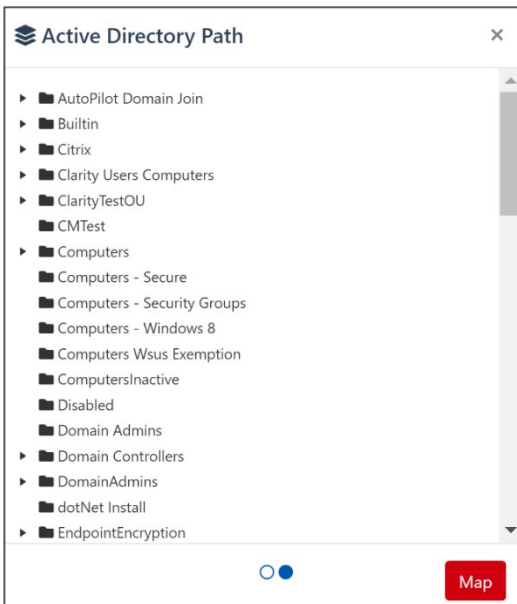 Active Directory Path
AutoPilot Domain Join
Builtin
Citrix
Clarity Users Computers
ClarityTestOU
CMTest
Computers
Computers - Secure
Computers - Security Groups
Computers - Windows 8
Computers Wsus Exemption
ComputersInactive
Disabled
Domain Admins
Domain Controllers
DomainAdmins
dotNet Install
EndpointEncryption
Map